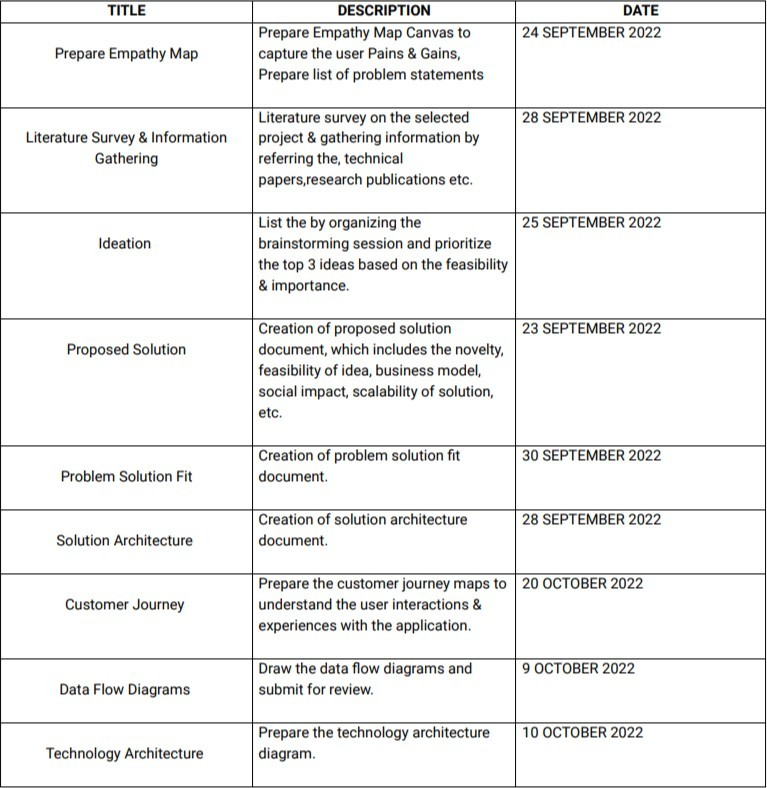 TITLE DESCRIPTION DATE
Prepare Empathy Map
Prepare Empathy Map Canvas to
capture the user Pains & Gains,
Prepare list of problem statements
24 SEPTEMBER 2022
Literature Survey & Information
Gathering
Literature survey on the selected
project & gathering information by
referring the, technical
papers,research publications etc.
28 SEPTEMBER 2022
Ideation
List the by organizing the
brainstorming session and prioritize
the top 3 ideas based on the feasibility
& importance.
25 SEPTEMBER 2022
Proposed Solution
Creation of proposed solution
document, which includes the novelty,
feasibility of idea, business model,
social impact, scalability of solution,
etc.
23 SEPTEMBER 2022
Problem Solution Fit
Creation of problem solution fit
document.
30 SEPTEMBER 2022
Solution Architecture
Creation of solution architecture
document.
28 SEPTEMBER 2022
Customer Journey
Prepare the customer journey maps to
understand the user interactions &
experiences with the application.
20 OCTOBER 2022
Data Flow Diagrams
Draw the data flow diagrams and
submit for review.
9 OCTOBER 2022
Technology Architecture
Prepare the technology architecture
diagram.
10 OCTOBER 2022